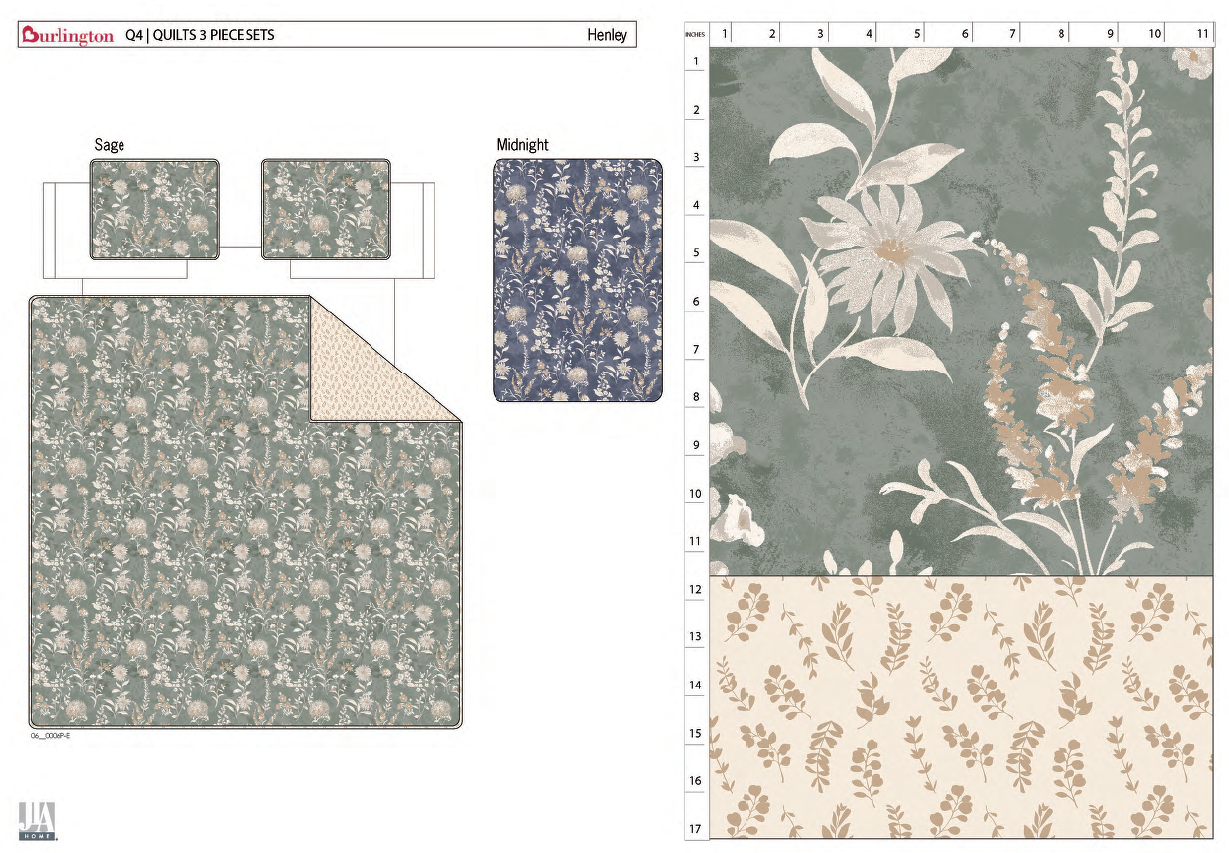 Burlington Q4 | QUILTS 3 PIECE SETS Henley
Sage
Midnight
06__0006P-E
JLA
HOME
INCHES 1 2 3 4 5 6 7 8 9 10 11
1
2
3
4
5
6
7
8
9
10
11
12
13
14
15
16
17